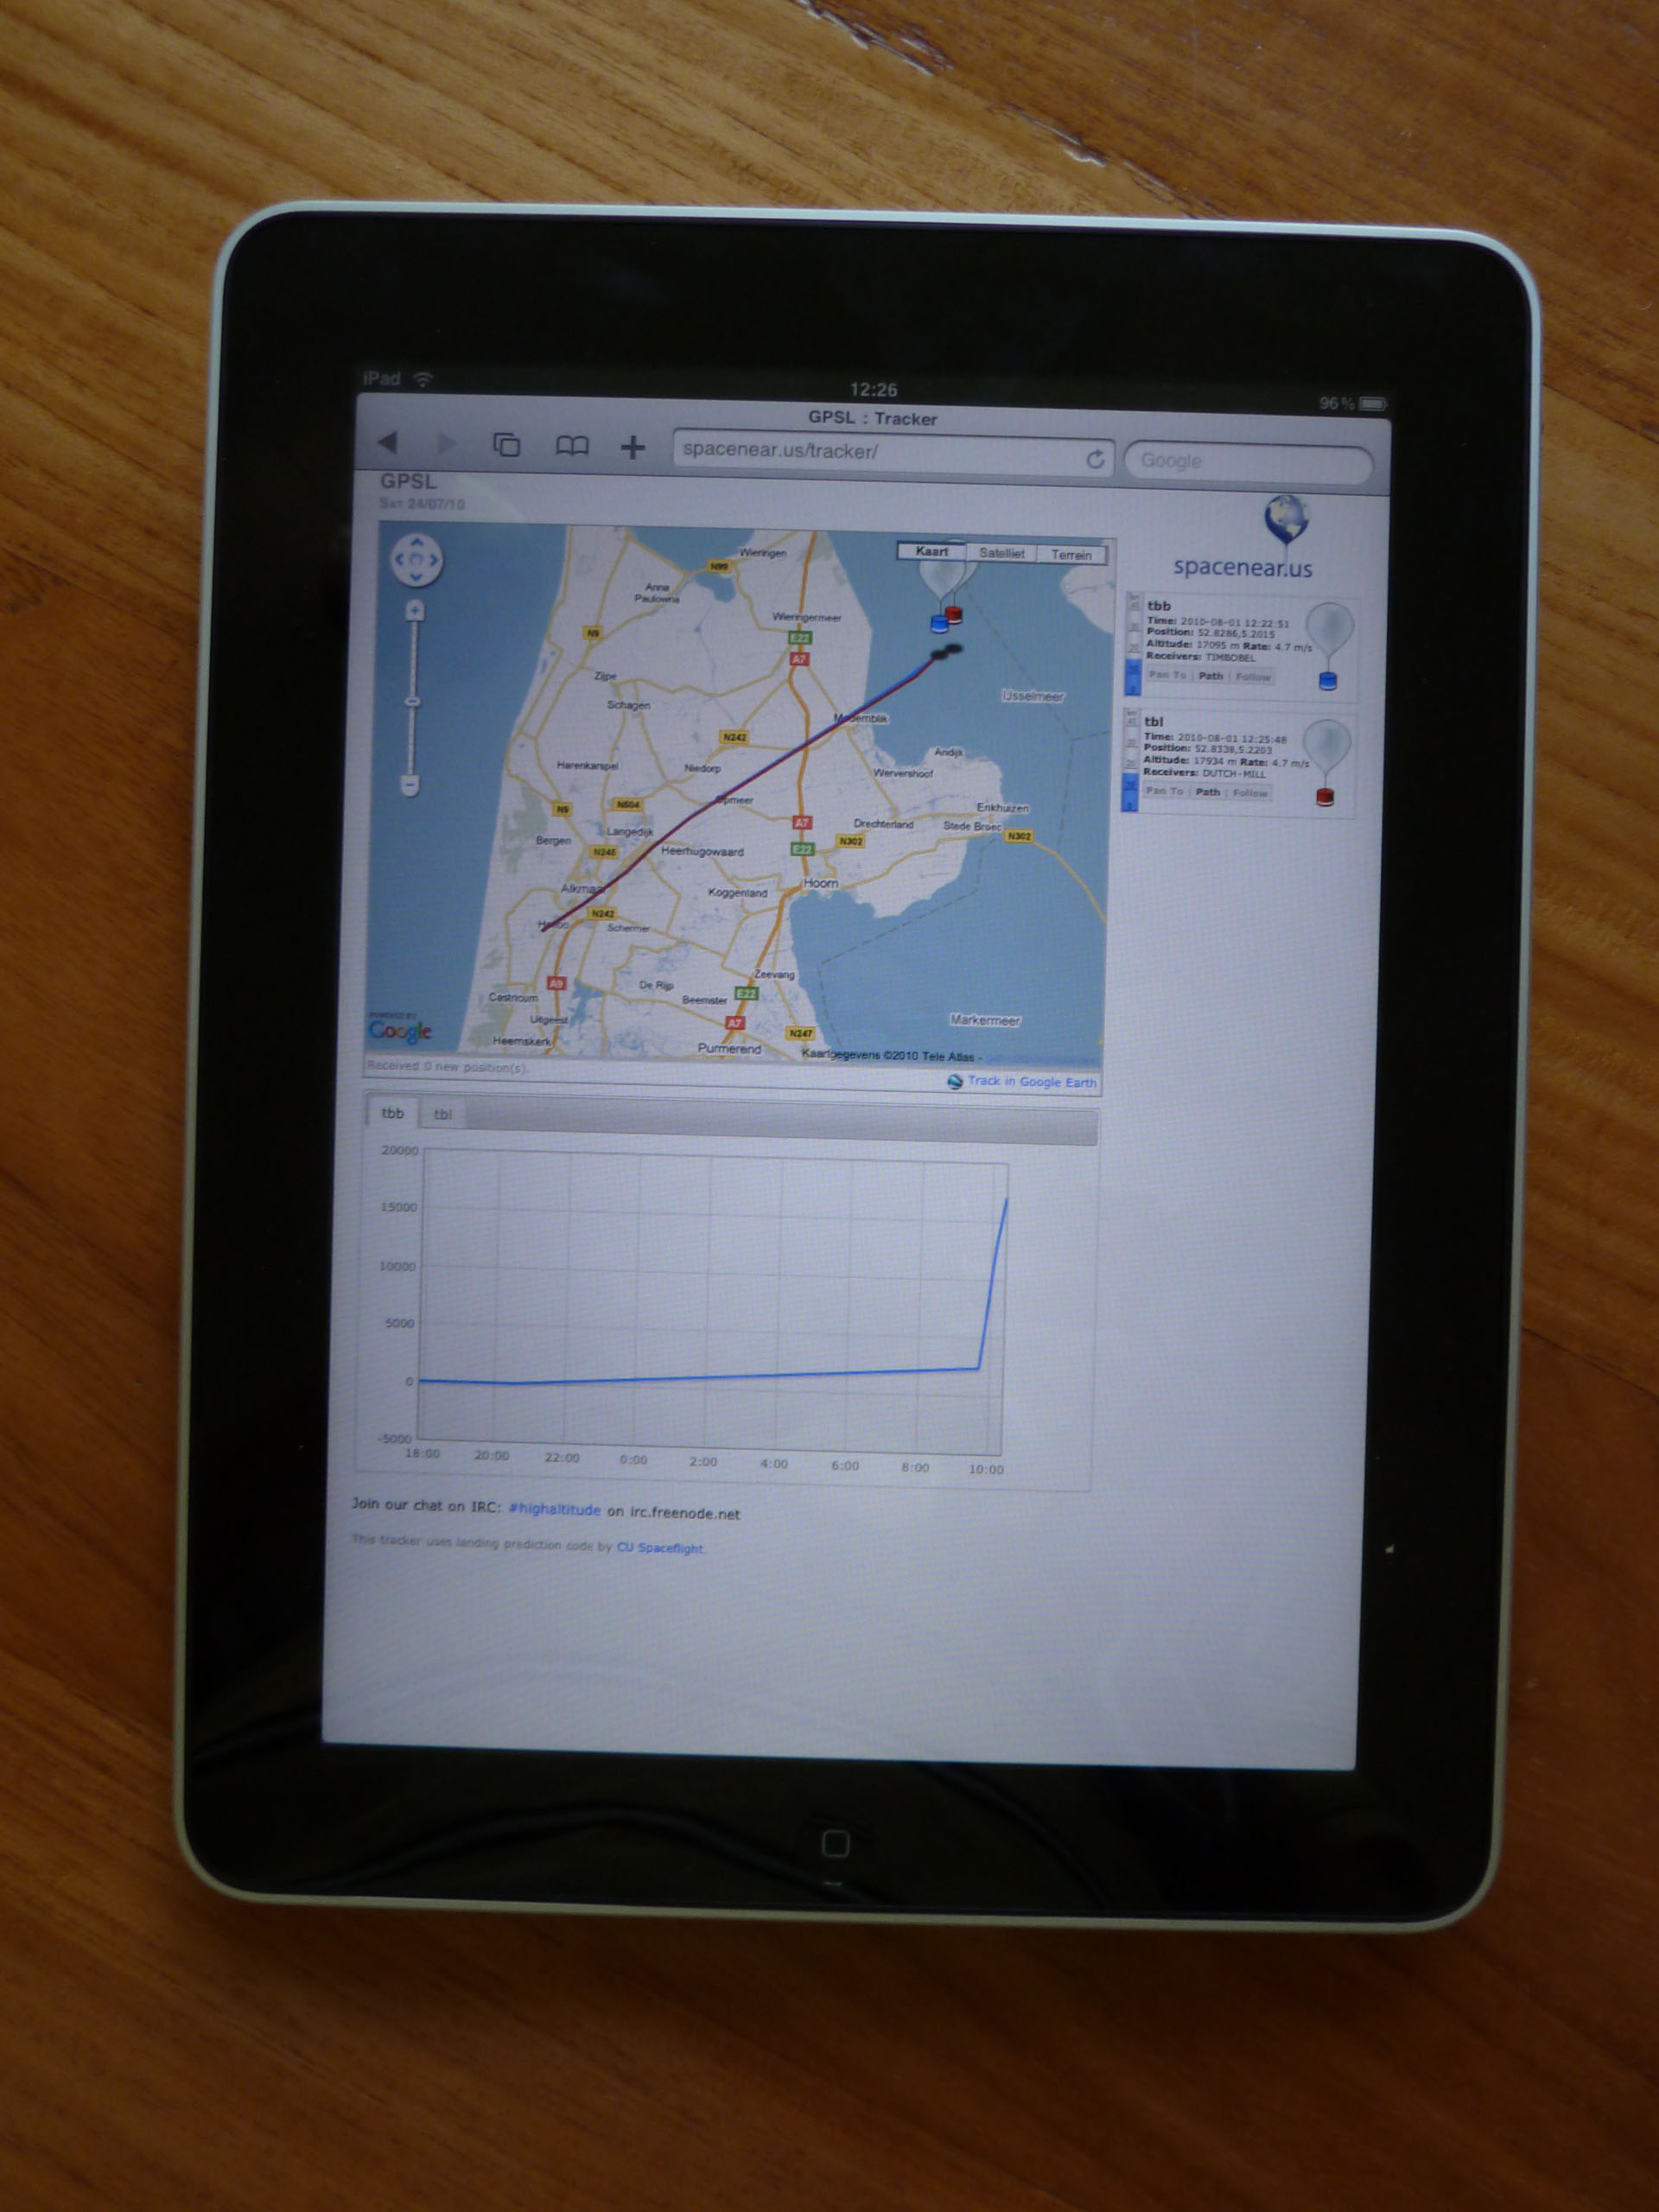 iPad
12:26
96%
GPSL : Tracker
spacenear.us/tracker/
Google
GPSL
SAT 24/07/10
Kaart
Satelliet
Terrein
Wieringen
N99
Anna
Paulowna
Wieringermeer
N9
E22
A7
Zijpe
Schagen
IJsselmeer
Medemblik
N242
Andijk
Harenkarspel
Niedorp
Wervershoof
Opmeer
N9
N504
Enkhuizen
A7
Drechterland
Stede Broec
N302
Langedijk
Bergen
N245
Heerhugowaard
E22
N302
Alkmaar
Koggenland
Hoorn
N242
Heiloo
Schermer
Zeevang
A9
De Rijp
E22
Castricum
Beemster
Uitgeest
A7
Markermeer
N247
POWERED BY
Google
Heemskerk
Purmerend
Kaartgegevens ©2010 Tele Atlas -
Received 0 new position(s).
Track in Google Earth
spacenear.us
tbb
Time: 2010-08-01 12:22:51
Position: 52.8286,5.2015
Altitude: 17095 m Rate: 4.7 m/s
Receivers: TIMBOBEL
Pan To | Path | Follow
tbl
Time: 2010-08-01 12:25:48
Position: 52.8338,5.2203
Altitude: 17934 m Rate: 4.7 m/s
Receivers: DUTCH-MILL
Pan To | Path | Follow
tbb
tbl
20000
15000
10000
5000
0
-5000
18:00 20:00 22:00 0:00 2:00 4:00 6:00 8:00 10:00
Join our chat on IRC: #highaltitude on irc.freenode.net
This tracker uses landing prediction code by CU Spaceflight.